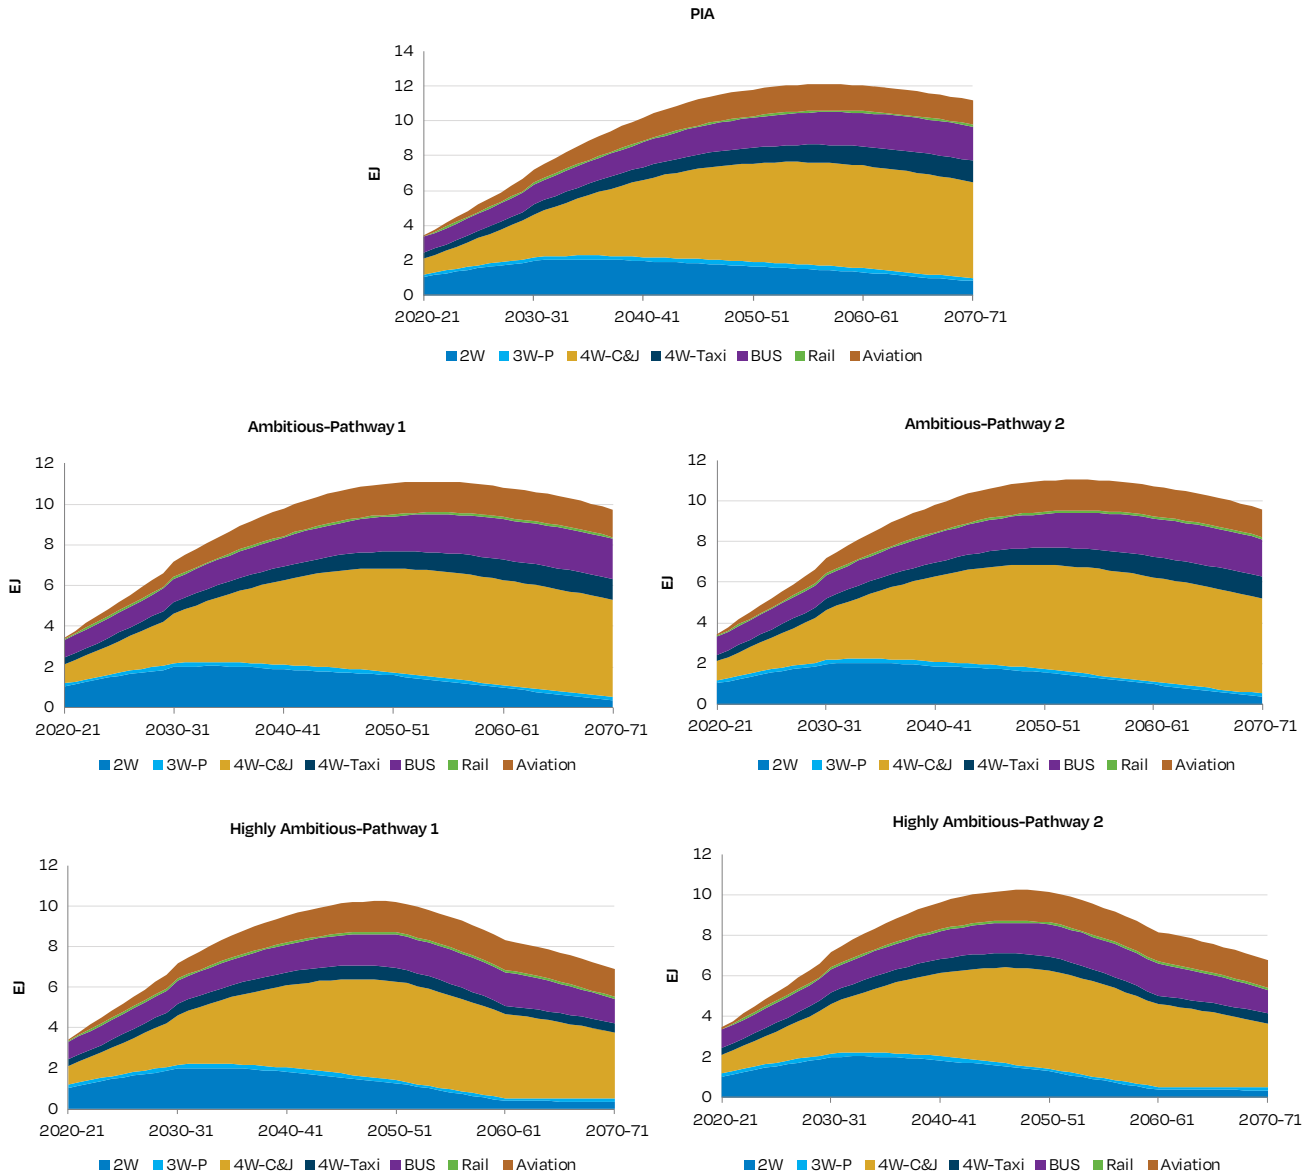 PIA
14
12
10
8
6
4
2
0
EJ
2020-21 2030-31 2040-41 2050-51 2060-61 2070-71
2W 3W-P 4W-C&J 4W-Taxi BUS Rail Aviation
Ambitious-Pathway 1
12
10
8
6
4
2
0
EJ
2020-21 2030-31 2040-41 2050-51 2060-61 2070-71
2W 3W-P 4W-C&J 4W-Taxi BUS Rail Aviation
Ambitious-Pathway 2
12
10
8
6
4
2
0
EJ
2020-21 2030-31 2040-41 2050-51 2060-61 2070-71
2W 3W-P 4W-C&J 4W-Taxi BUS Rail Aviation
Highly Ambitious-Pathway 1
12
10
8
6
4
2
0
EJ
2020-21 2030-31 2040-41 2050-51 2060-61 2070-71
2W 3W-P 4W-C&J 4W-Taxi BUS Rail Aviation
Highly Ambitious-Pathway 2
12
10
8
6
4
2
0
EJ
2020-21 2030-31 2040-41 2050-51 2060-61 2070-71
2W 3W-P 4W-C&J 4W-Taxi BUS Rail Aviation